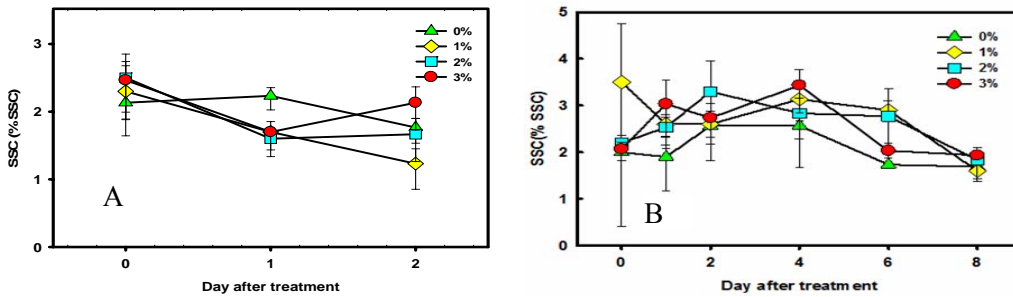 3
2
1
0
SSC (%SSC)
0%
1%
2%
3%
A
0 1 2
Day after treatment
5
4
3
2
1
0
SSC(% SSC)
0%
1%
2%
3%
B
0 2 4 6 8
Day after treatment